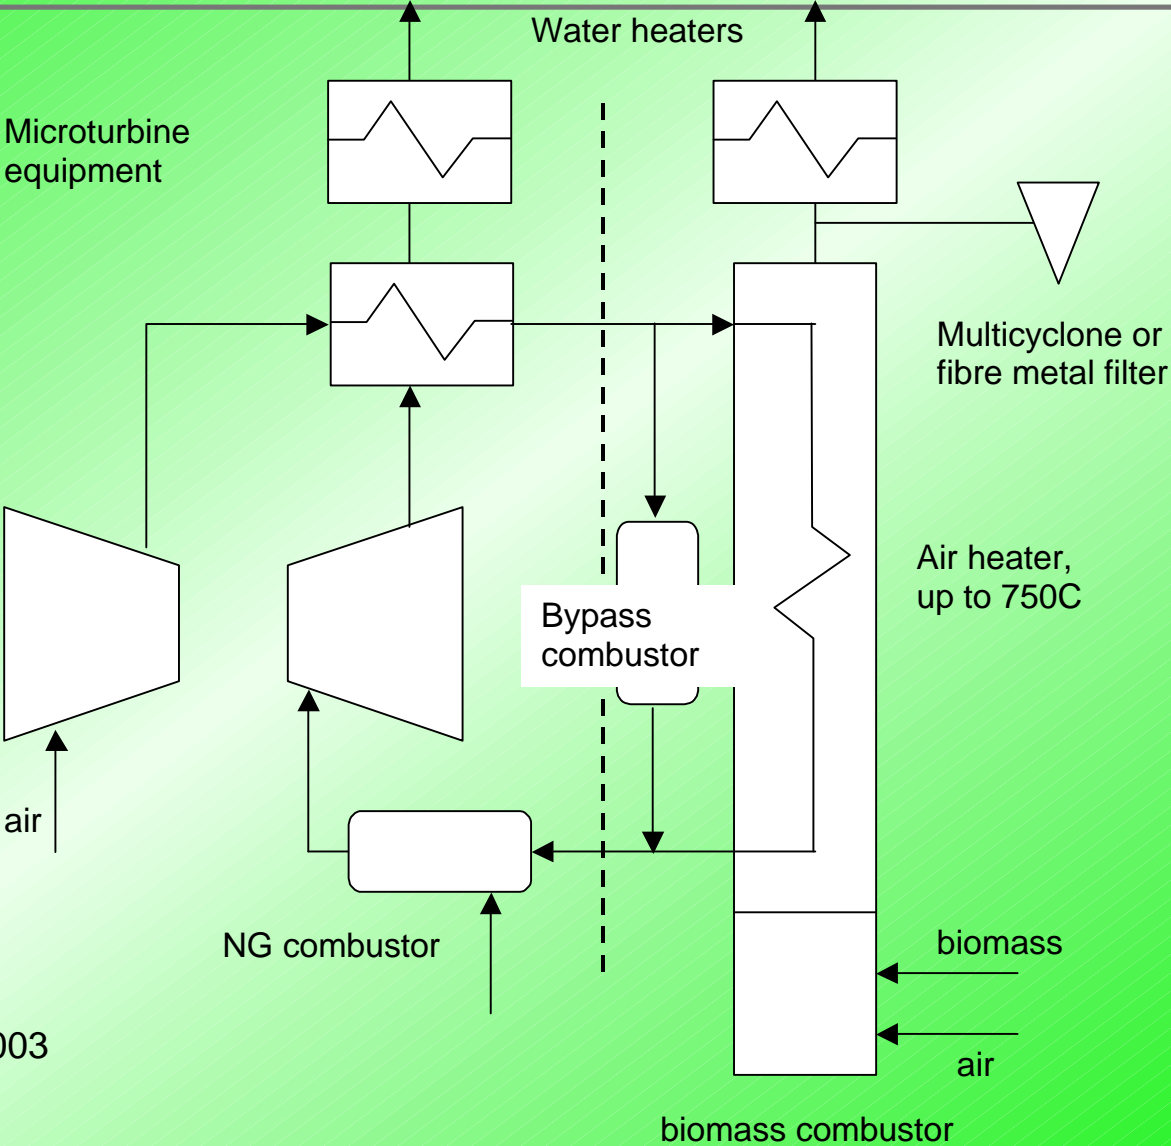 Water heaters
Microturbine
equipment
Multicyclone or
fibre metal filter
Air heater,
up to 750C
Bypass
combustor
air
NG combustor
biomass
003
air
biomass combustor